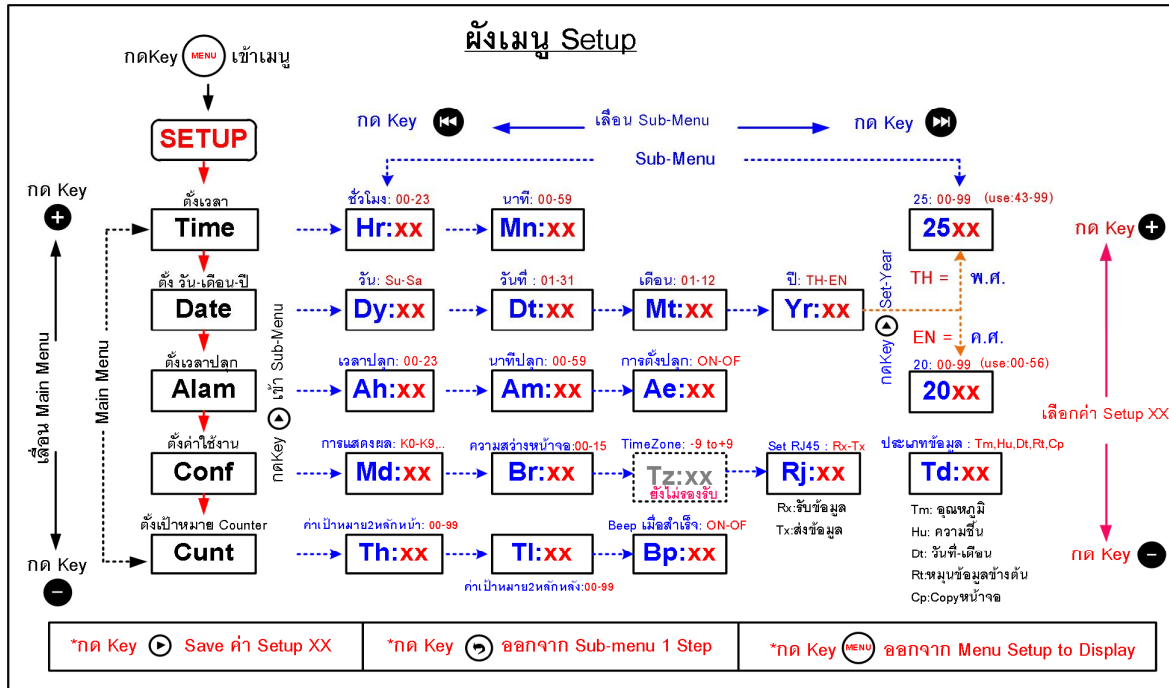 ผังเมนู Setup
กดKey MENU เข้าเมนู
SETUP
กด Key
เลื่อน Sub-Menu
กด Key
Sub-Menu
กด Key +
เลื่อน Main Menu
กด Key -
Main Menu
ตั้งเวลา
Time
ชั่วโมง: 00-23
Hr:xx
นาที: 00-59
Mn:xx
25: 00-99 (use:43-99)
25xx
ตั้ง วัน-เดือน-ปี
Date
วัน: Su-Sa
Dy:xx
วันที่ : 01-31
Dt:xx
เดือน: 01-12
Mt:xx
ปี: TH-EN
Yr:xx
กดKey Set-Year
TH = พ.ศ.
EN = ค.ศ.
20: 00-99 (use:00-56)
20xx
กดKey เข้า Sub-Menu
ตั้งเวลาปลุก
Alam
เวลาปลุก: 00-23
Ah:xx
นาทีปลุก: 00-59
Am:xx
การตั้งปลุก: ON-OF
Ae:xx
ตั้งค่าใช้งาน
Conf
การแสดงผล: K0-K9,..
Md:xx
ความสว่างหน้าจอ:00-15
Br:xx
TimeZone: -9 to+9
Tz:xx
ยังไม่รองรับ
Set RJ45 : Rx-Tx
Rj:xx
Rx:รับข้อมูล
Tx:ส่งข้อมูล
ประเภทข้อมูล : Tm,Hu,Dt,Rt,Cp
Td:xx
Tm: อุณหภูมิ
Hu: ความชื้น
Dt: วันที่-เดือน
Rt:หมุนข้อมูลข้างต้น
Cp:Copyหน้าจอ
ตั้งเป้าหมาย Counter
Cunt
ค่าเป้าหมาย2หลักหน้า: 00-99
Th:xx
Tl:xx
ค่าเป้าหมาย2หลักหลัง:00-99
Beep เมื่อสำเร็จ: ON-OF
Bp:xx
กด Key +
เลือกค่า Setup XX
กด Key -
*กด Key Save ค่า Setup XX
*กด Key ออกจาก Sub-menu 1 Step
*กด Key MENU ออกจาก Menu Setup to Display